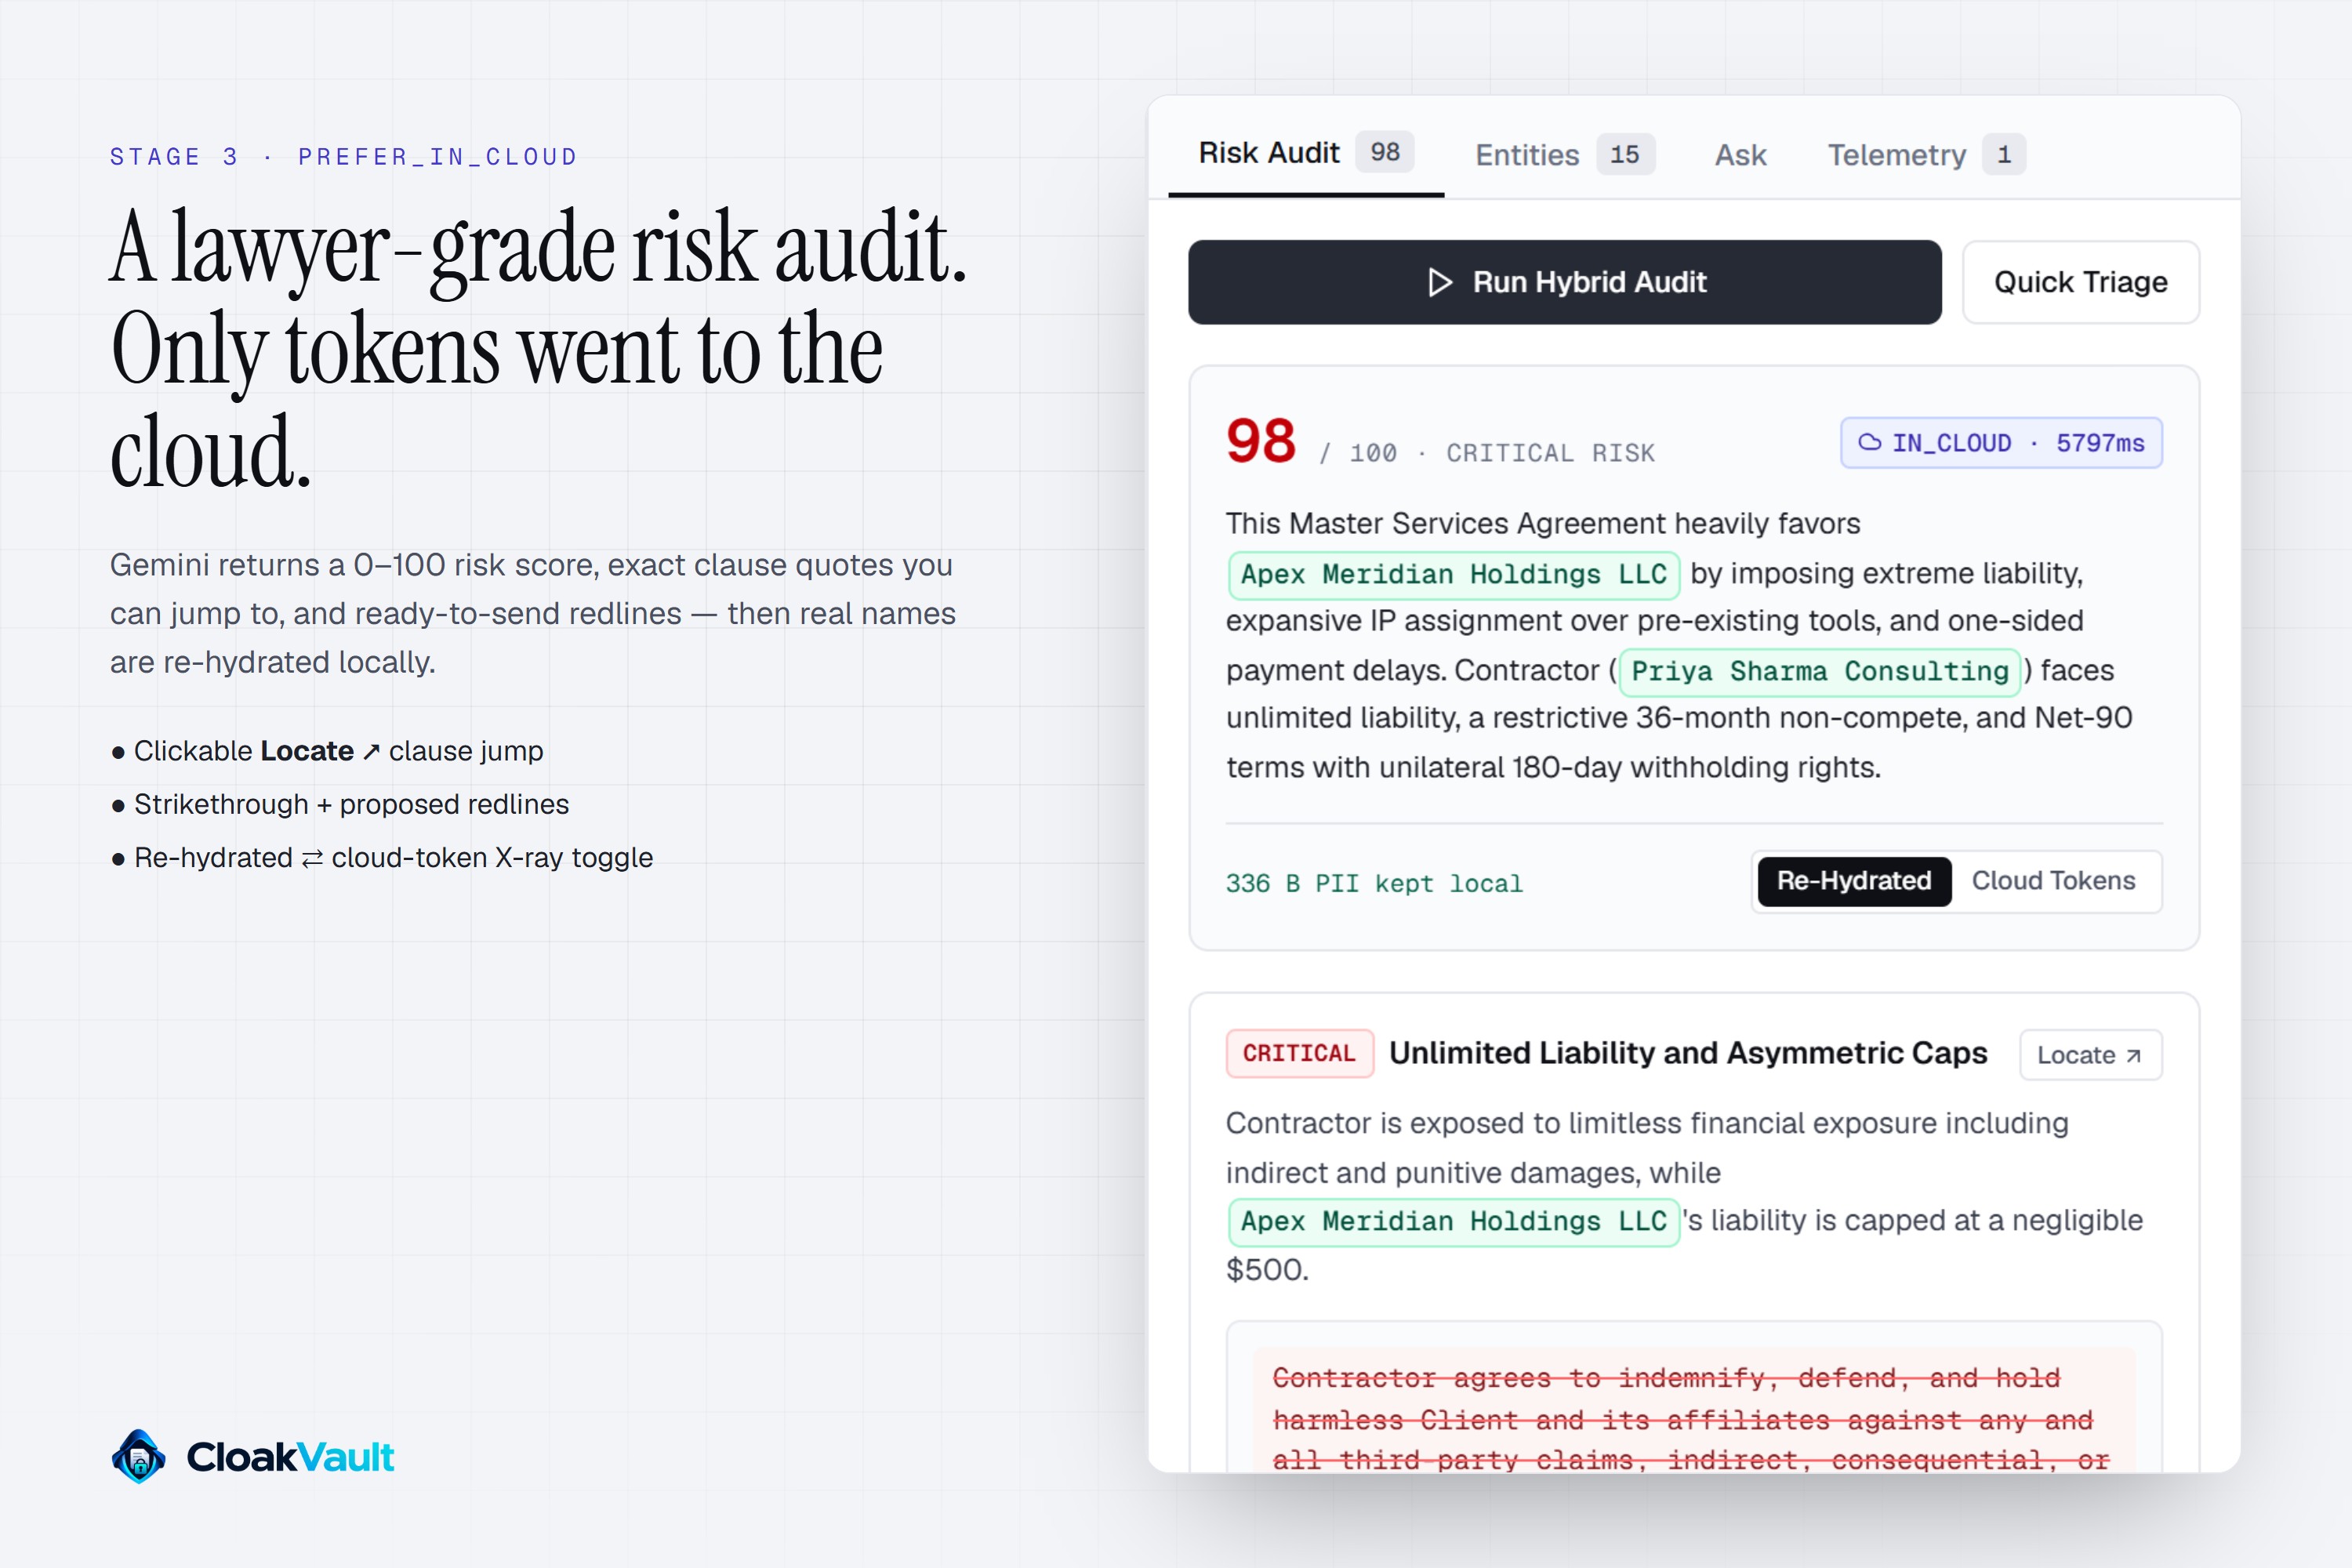 STAGE 3 · PREFER_IN_CLOUD
A lawyer-grade risk audit.
Only tokens went to the
cloud.
Gemini returns a 0–100 risk score, exact clause quotes you
can jump to, and ready-to-send redlines — then real names
are re-hydrated locally.
● Clickable Locate ↗ clause jump
● Strikethrough + proposed redlines
● Re-hydrated ⇄ cloud-token X-ray toggle
CloakVault
Risk Audit 98 Entities 15 Ask Telemetry 1
Run Hybrid Audit Quick Triage
98 / 100 · CRITICAL RISK IN_CLOUD · 5797ms
This Master Services Agreement heavily favors
Apex Meridian Holdings LLC by imposing extreme liability,
expansive IP assignment over pre-existing tools, and one-sided
payment delays. Contractor (Priya Sharma Consulting) faces
unlimited liability, a restrictive 36-month non-compete, and Net-90
terms with unilateral 180-day withholding rights.
336 B PII kept local Re-Hydrated Cloud Tokens
CRITICAL Unlimited Liability and Asymmetric Caps Locate ↗
Contractor is exposed to limitless financial exposure including
indirect and punitive damages, while
Apex Meridian Holdings LLC's liability is capped at a negligible
$500.
Contractor agrees to indemnify, defend, and hold
harmless Client and its affiliates against any and
all third-party claims, indirect, consequential, or